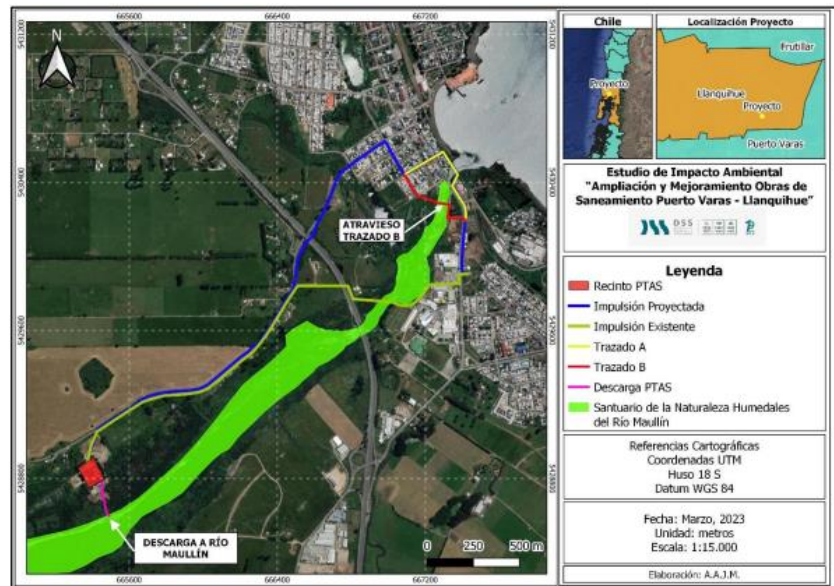 665600
666400
667200
5431200
5431200
5430400
5430400
5429600
5429600
5428800
5428800
665600
666400
667200
N
ATRAVIESO
TRAZADO B
DESCARGA A RÍO
MAULLÍN
0 250 500 m
Chile
Proyecto
Localización Proyecto
Frutillar
Llanquihue
Proyecto
Puerto Varas
Estudio de Impacto Ambiental
"Ampliación y Mejoramiento Obras de
Saneamiento Puerto Varas - Llanquihue"
DSS
Leyenda
Recinto PTAS
Impulsión Proyectada
Impulsión Existente
Trazado A
Trazado B
Descarga PTAS
Santuario de la Naturaleza Humedales
del Río Maullín
Referencias Cartográficas
Coordenadas UTM
Huso 18 S
Datum WGS 84
Fecha: Marzo, 2023
Unidad: metros
Escala: 1:15.000
Elaboración: A.A.J.M.